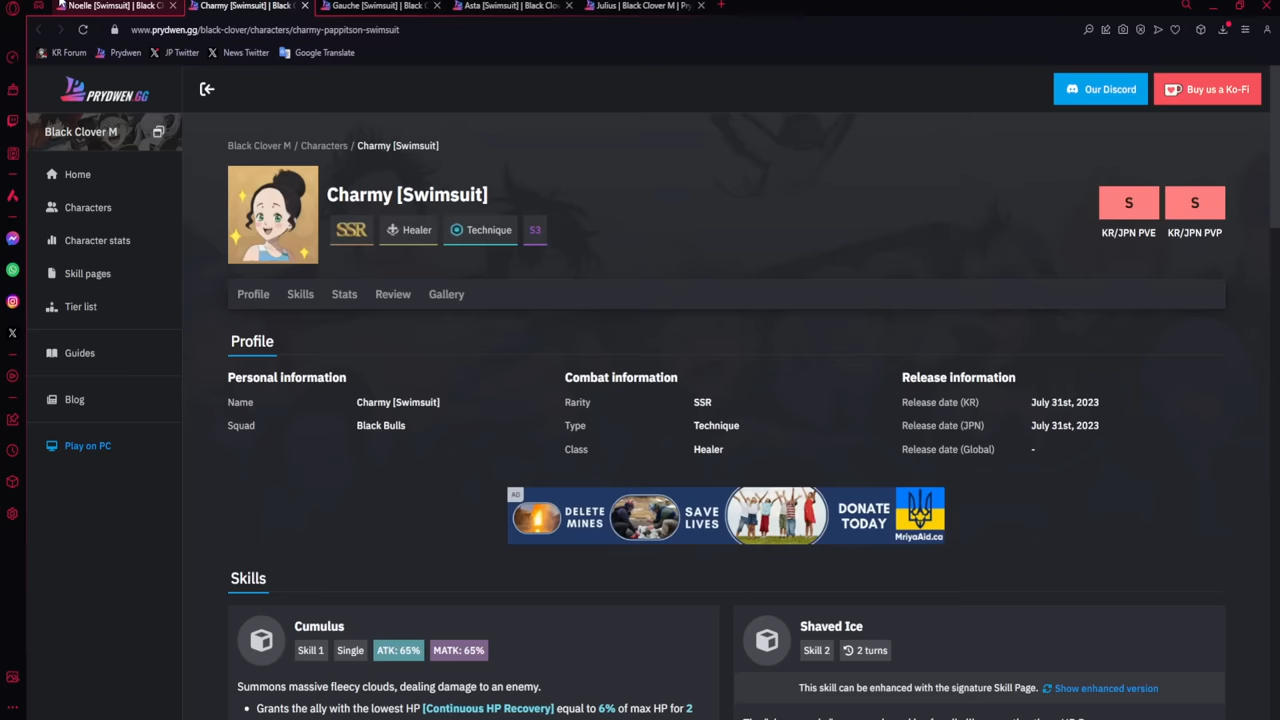 Noelle [Swimsuit] | Black C
Charmy [Swimsuit] | Black C
Gauche [Swimsuit] | Black C
Asta [Swimsuit] | Black Clov
Julius | Black Clover M | Pry
www.prydwen.gg/black-clover/characters/charmy-pappitson-swimsuit
KR Forum
Prydwen
JP Twitter
News Twitter
Google Translate
PRYDWEN.GG
Our Discord
Buy us a Ko-Fi
Black Clover M
Home
Characters
Character stats
Skill pages
Tier list
Guides
Blog
Play on PC
Black Clover M / Characters / Charmy [Swimsuit]
Charmy [Swimsuit]
SSR
Healer
Technique
S3
S
S
KR/JPN PVE
KR/JPN PVP
Profile
Skills
Stats
Review
Gallery
Profile
Personal information
Name Charmy [Swimsuit]
Squad Black Bulls
Combat information
Rarity SSR
Type Technique
Class Healer
Release information
Release date (KR) July 31st, 2023
Release date (JPN) July 31st, 2023
Release date (Global) -
AD
DELETE MINES
SAVE LIVES
DONATE TODAY
MriyaAid.ca
Skills
Cumulus
Skill 1 Single ATK: 65% MATK: 65%
Summons massive fleecy clouds, dealing damage to an enemy.
• Grants the ally with the lowest HP [Continuous HP Recovery] equal to 6% of max HP for 2
Shaved Ice
Skill 2 2 turns
This skill can be enhanced with the signature Skill Page. Show enhanced version